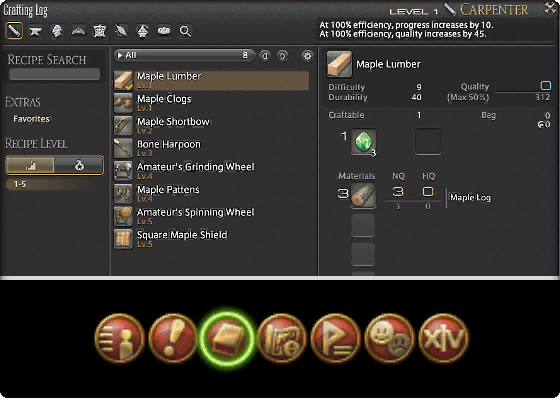 Crafting Log
LEVEL 1 CARPENTER
At 100% efficiency, progress increases by 10.
At 100% efficiency, quality increases by 45.
RECIPE SEARCH
EXTRAS
Favorites
RECIPE LEVEL
1-5
All 8
Maple Lumber
Lv.1
Maple Clogs
Lv.1
Maple Shortbow
Lv.2
Bone Harpoon
Lv.3
Amateur's Grinding Wheel
Lv.4
Maple Pattens
Lv.4
Amateur's Spinning Wheel
Lv.5
Square Maple Shield
Lv.5
Maple Lumber
Difficulty 9 Quality 0
Durability 40 (Max 50%) 312
Craftable 1 Bag 0
0
1 3
Materials NQ HQ
3 3 0 Maple Log
3 0
XIV